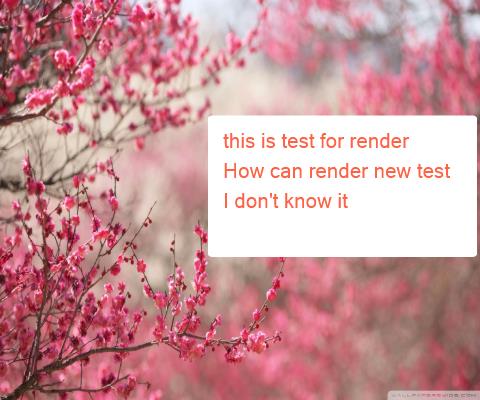 this is test for render
How can render new test
I don't know it
WALLPAPERSWIDE.COM